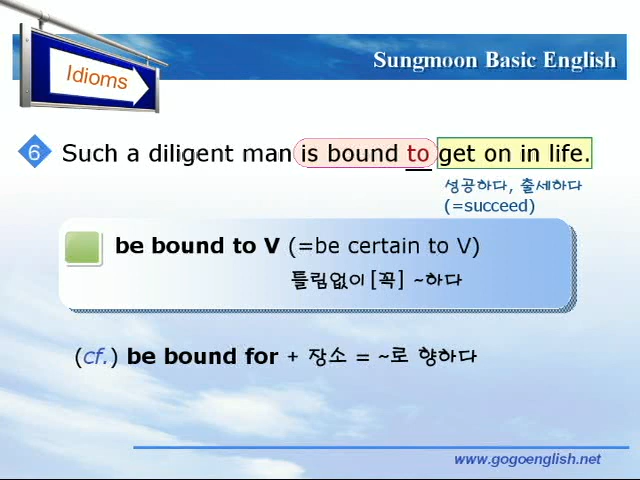 Idioms
Sungmoon Basic English
6 Such a diligent man is bound to get on in life.
성공하다, 출세하다
(=succeed)
be bound to V (=be certain to V)
틀림없이 [꼭] ~하다
(cf.) be bound for + 장소 = ~로 향하다
www.gogoenglish.net